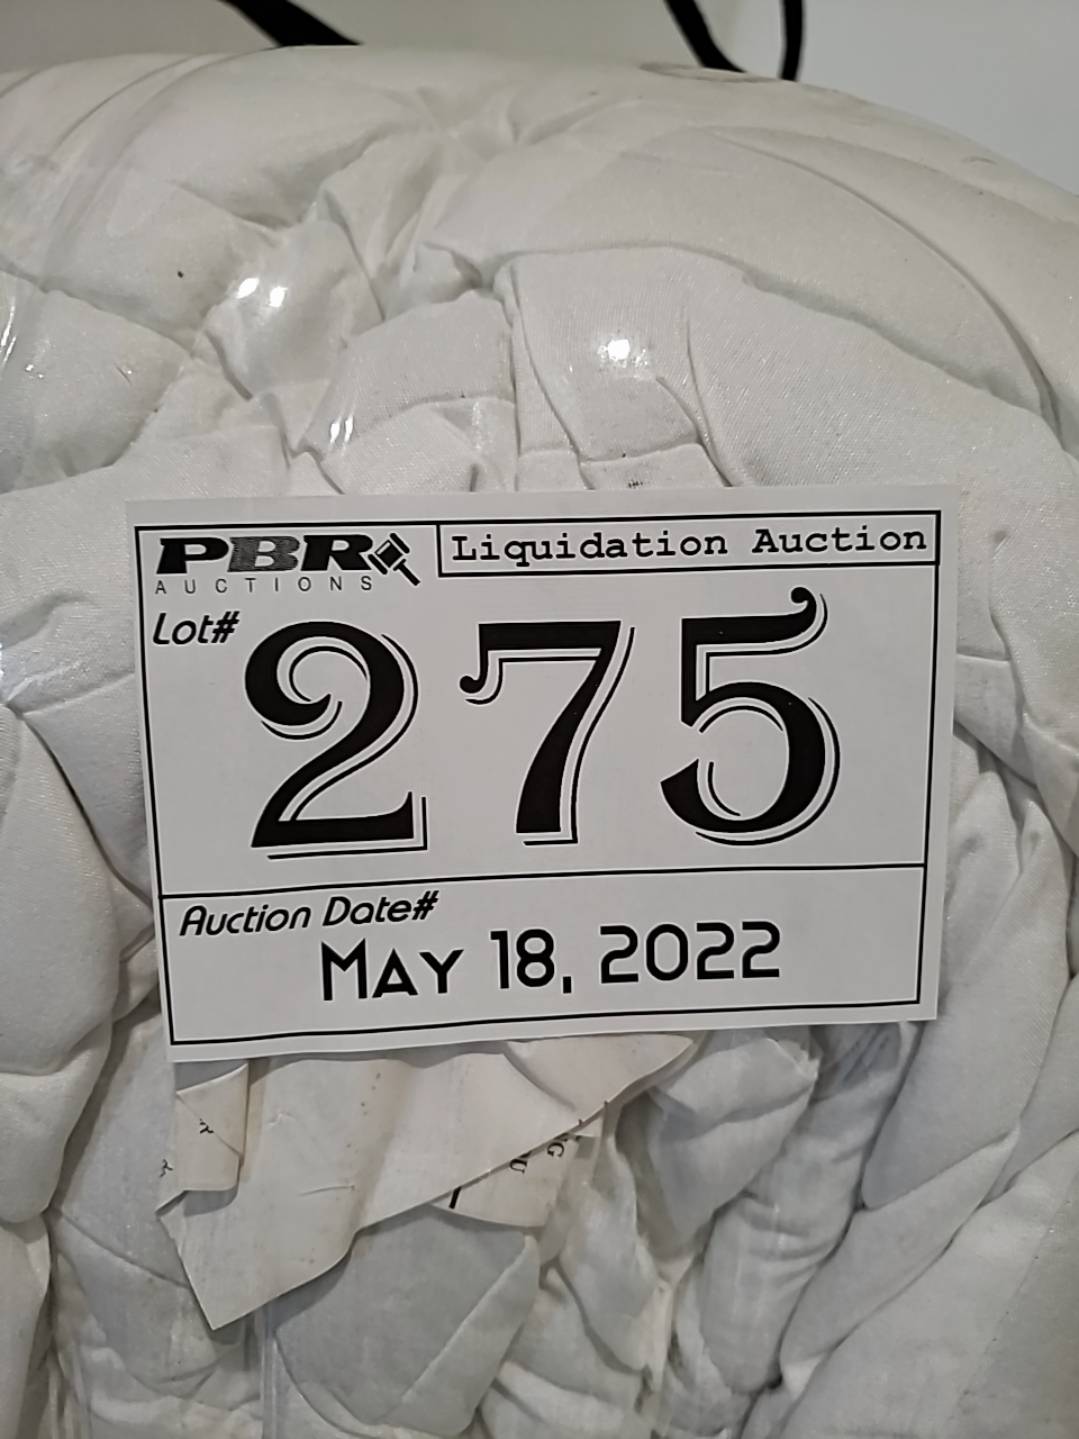 PBR
AUCTIONS
Liquidation Auction
Lot#
275
Auction Date#
MAY 18, 2022